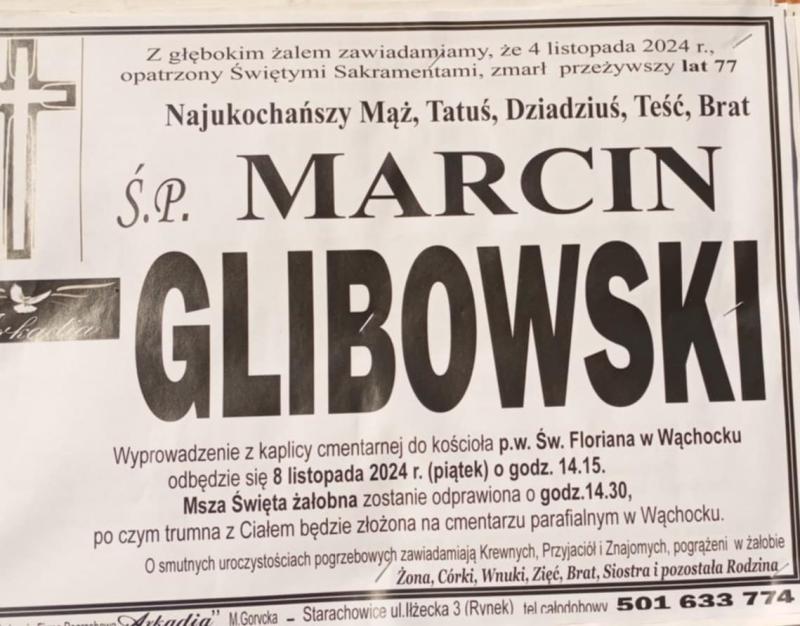 Z głębokim żalem zawiadamiamy, że 4 listopada 2024 r.,
opatrzony Świętymi Sakramentami, zmarł przeżywszy lat 77
Najukochańszy Mąż, Tatuś, Dziadziuś, Teść, Brat
Ś.P. MARCIN
GLIBOWSKI
Arkadia
Wyprowadzenie z kaplicy cmentarnej do kościoła p.w. Św. Floriana w Wąchocku
odbędzie się 8 listopada 2024 r. (piątek) o godz. 14.15.
Msza Święta żałobna zostanie odprawiona o godz.14.30,
po czym trumna z Ciałem będzie złożona na cmentarzu parafialnym w Wąchocku.
O smutnych uroczystościach pogrzebowych zawiadamiają Krewnych, Przyjaciół i Znajomych, pogrążeni w żałobie
Żona, Córki, Wnuki, Zięć, Brat, Siostra i pozostała Rodzina
Arkadia" M.Gorycka – Starachowice ul.Iłżecka 3 (Rynek) tel całodobowy 501 633 774